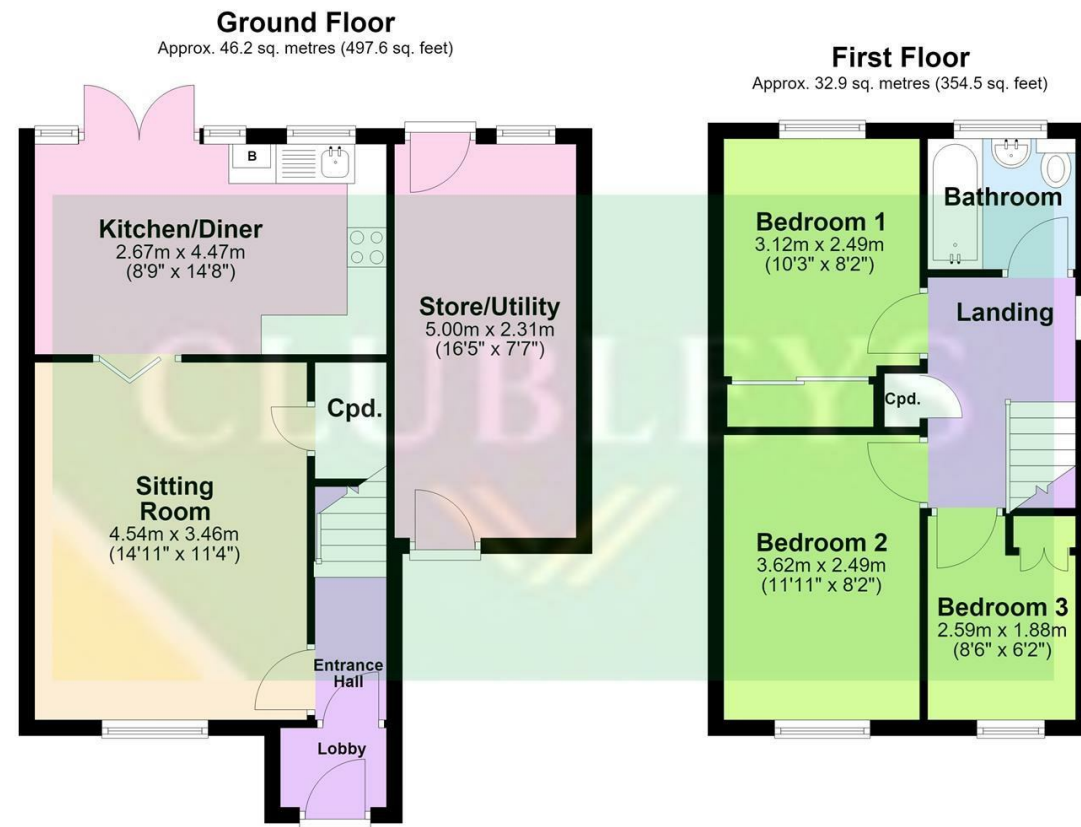 Ground Floor
Approx. 46.2 sq. metres (497.6 sq. feet)
Kitchen/Diner
2.67m x 4.47m
(8'9" x 14'8")
B
Store/Utility
5.00m x 2.31m
(16'5" x 7'7")
Cpd.
Sitting
Room
4.54m x 3.46m
(14'11" x 11'4")
Entrance
Hall
Lobby
First Floor
Approx. 32.9 sq. metres (354.5 sq. feet)
Bedroom 1
3.12m x 2.49m
(10'3" x 8'2")
Bathroom
Landing
Cpd.
Bedroom 2
3.62m x 2.49m
(11'11" x 8'2")
Bedroom 3
2.59m x 1.88m
(8'6" x 6'2")
CLUBLEYS